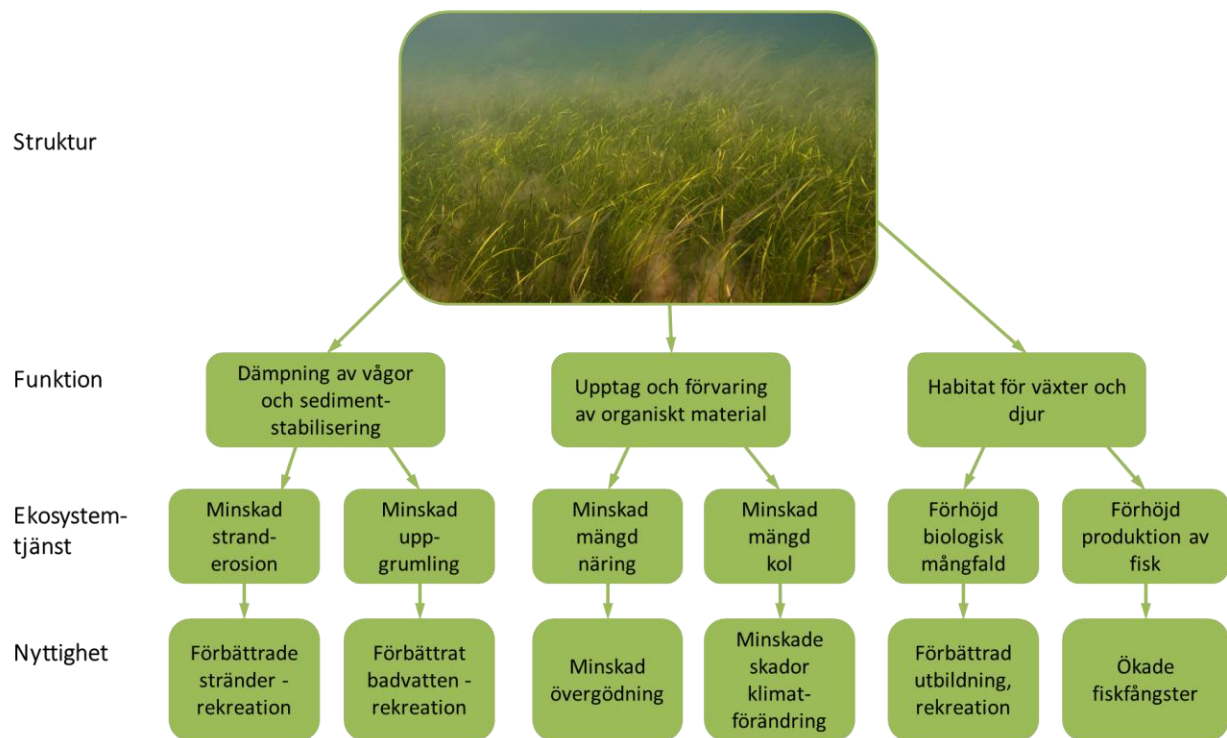 Struktur
Funktion
Dämpning av vågor
och sediment-
stabilisering
Upptag och förvaring
av organiskt material
Habitat för växter och
djur
Ekosystem-
tjänst
Minskad
strand-
erosion
Minskad
upp-
grumling
Minskad
mängd
näring
Minskad
mängd
kol
Förhöjd
biologisk
mångfald
Förhöjd
produktion av
fisk
Nyttighet
Förbättrade
stränder -
rekreation
Förbättrat
badvatten -
rekreation
Minskad
övergödning
Minskade
skador
klimat-
förändring
Förbättrad
utbildning,
rekreation
Ökade
fiskfångster